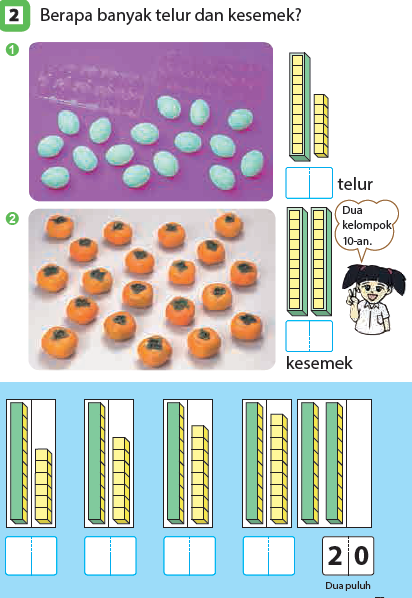 2 Berapa banyak telur dan kesemek?
1
telur
2
Dua
kelompok
10-an.
kesemek
2 0
Dua puluh